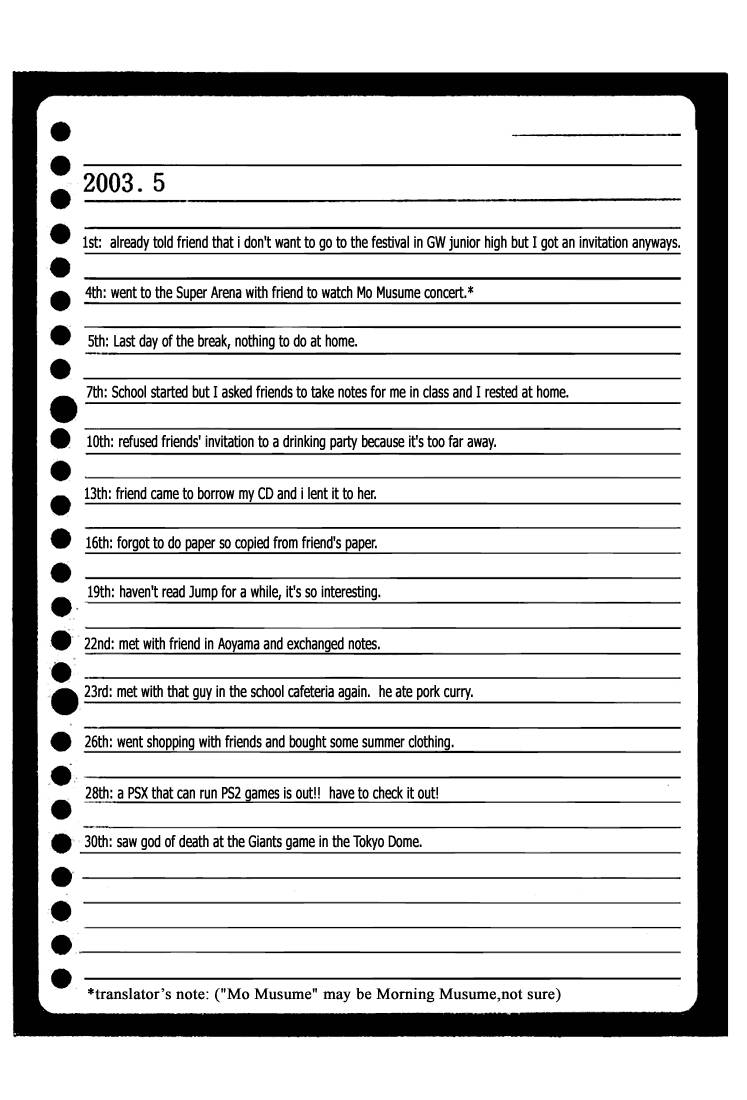 2003. 5
1st: already told friend that i don't want to go to the festival in GW junior high but I got an invitation anyways.
4th: went to the Super Arena with friend to watch Mo Musume concert.*
5th: Last day of the break, nothing to do at home.
7th: School started but I asked friends to take notes for me in class and I rested at home.
10th: refused friends' invitation to a drinking party because it's too far away.
13th: friend came to borrow my CD and i lent it to her.
16th: forgot to do paper so copied from friend's paper.
19th: haven't read Jump for a while, it's so interesting.
22nd: met with friend in Aoyama and exchanged notes.
23rd: met with that guy in the school cafeteria again. he ate pork curry.
26th: went shopping with friends and bought some summer clothing.
28th: a PSX that can run PS2 games is out!! have to check it out!
30th: saw god of death at the Giants game in the Tokyo Dome.
*translator's note: ("Mo Musume" may be Morning Musume,not sure)